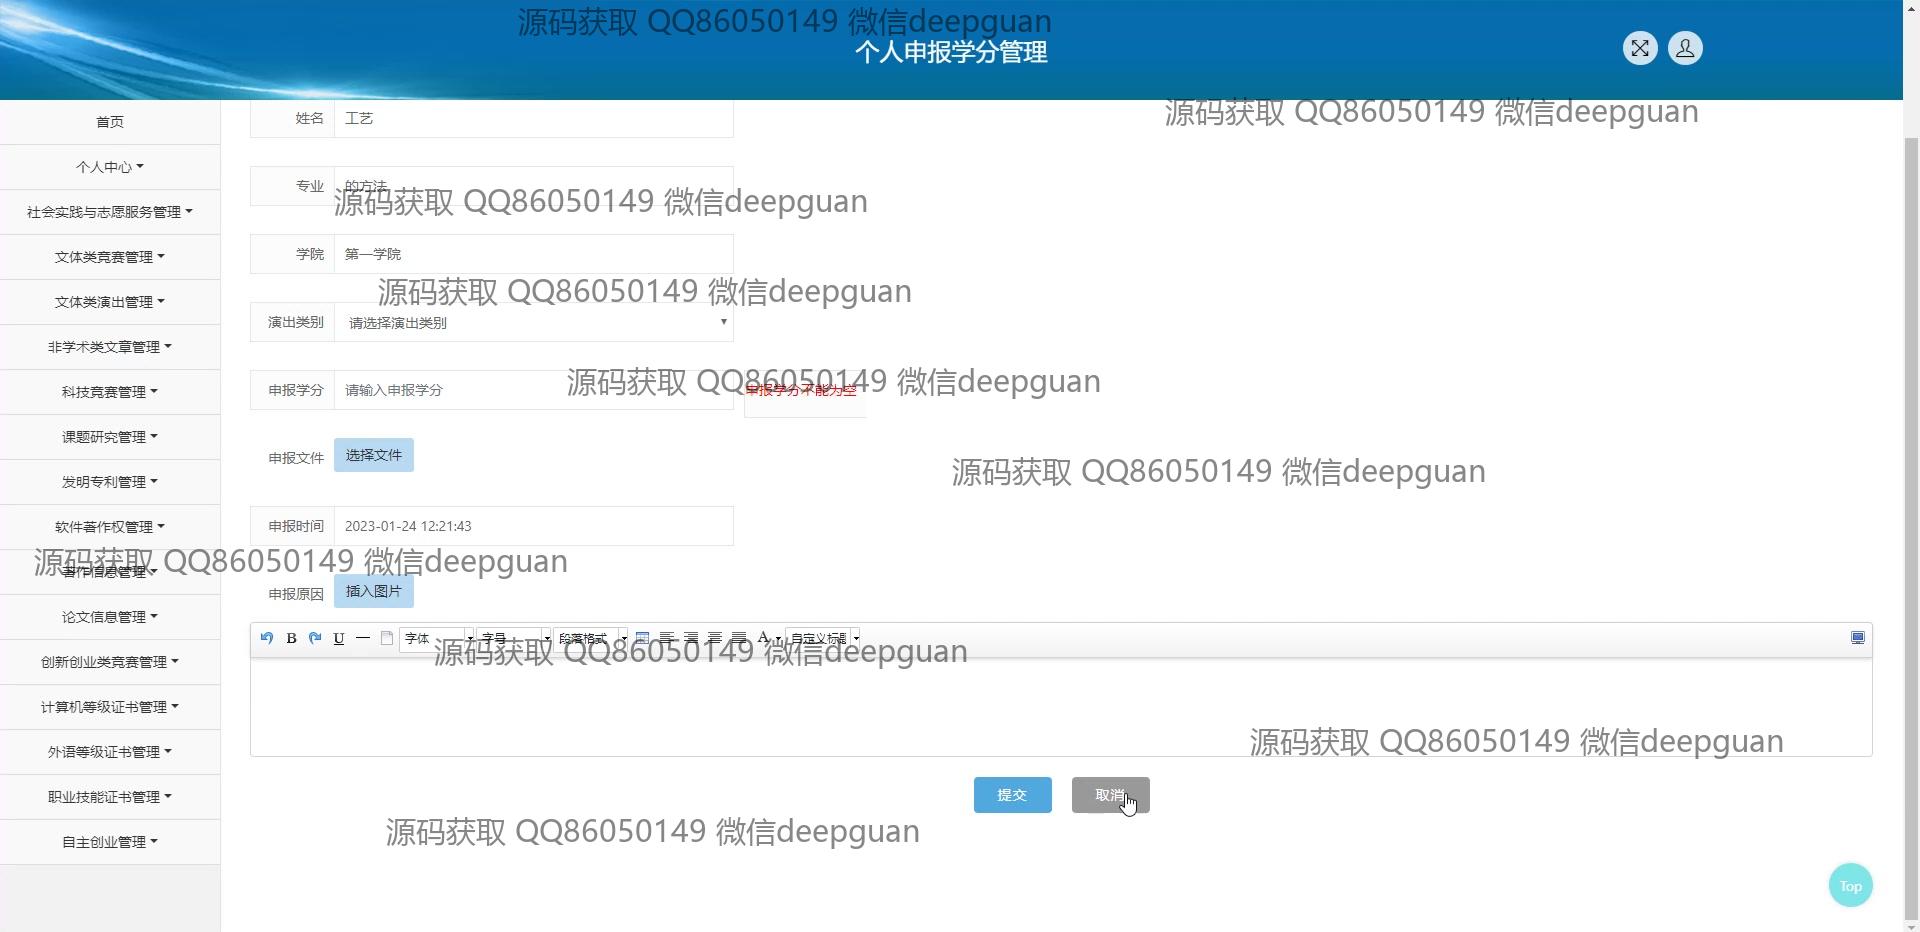 源码获取 QQ86050149 微信deepguan
个人申报学分管理
源码获取 QQ86050149 微信deepguan
首页
姓名 工艺
个人中心
专业 的方法
源码获取 QQ86050149 微信deepguan
社会实践与志愿服务管理
文体类竞赛管理
学院 第一学院
源码获取 QQ86050149 微信deepguan
文体类演出管理
演出类别 请选择演出类别
非学术类文章管理
源码获取 QQ86050149 微信deepguan
科技竞赛管理
申报学分 请输入申报学分 申报学分不能为空
课题研究管理
申报文件 选择文件
源码获取 QQ86050149 微信deepguan
发明专利管理
软件著作权管理
申报时间 2023-01-24 12:21:43
源码获取 QQ86050149 微信deepguan
著作信息管理
申报原因 插入图片
论文信息管理
B U 字体 字号 段落格式 A 自定义标题
源码获取 QQ86050149 微信deepguan
创新创业类竞赛管理
计算机等级证书管理
源码获取 QQ86050149 微信deepguan
外语等级证书管理
职业技能证书管理
提交 取消
源码获取 QQ86050149 微信deepguan
自主创业管理
Top